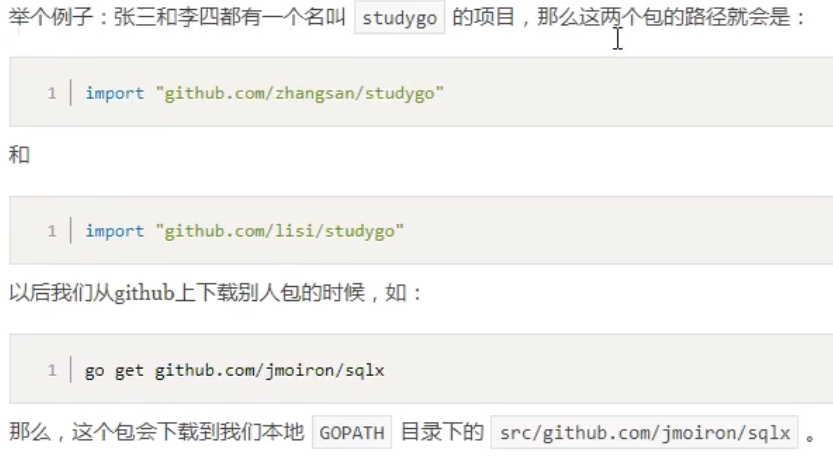 举个例子：张三和李四都有一个名叫 studygo 的项目，那么这两个包的路径就会是：
1 import "github.com/zhangsan/studygo"
和
1 import "github.com/lisi/studygo"
以后我们从github上下载别人包的时候，如：
1 go get github.com/jmoiron/sqlx
那么，这个包会下载到我们本地 GOPATH 目录下的 src/github.com/jmoiron/sqlx 。